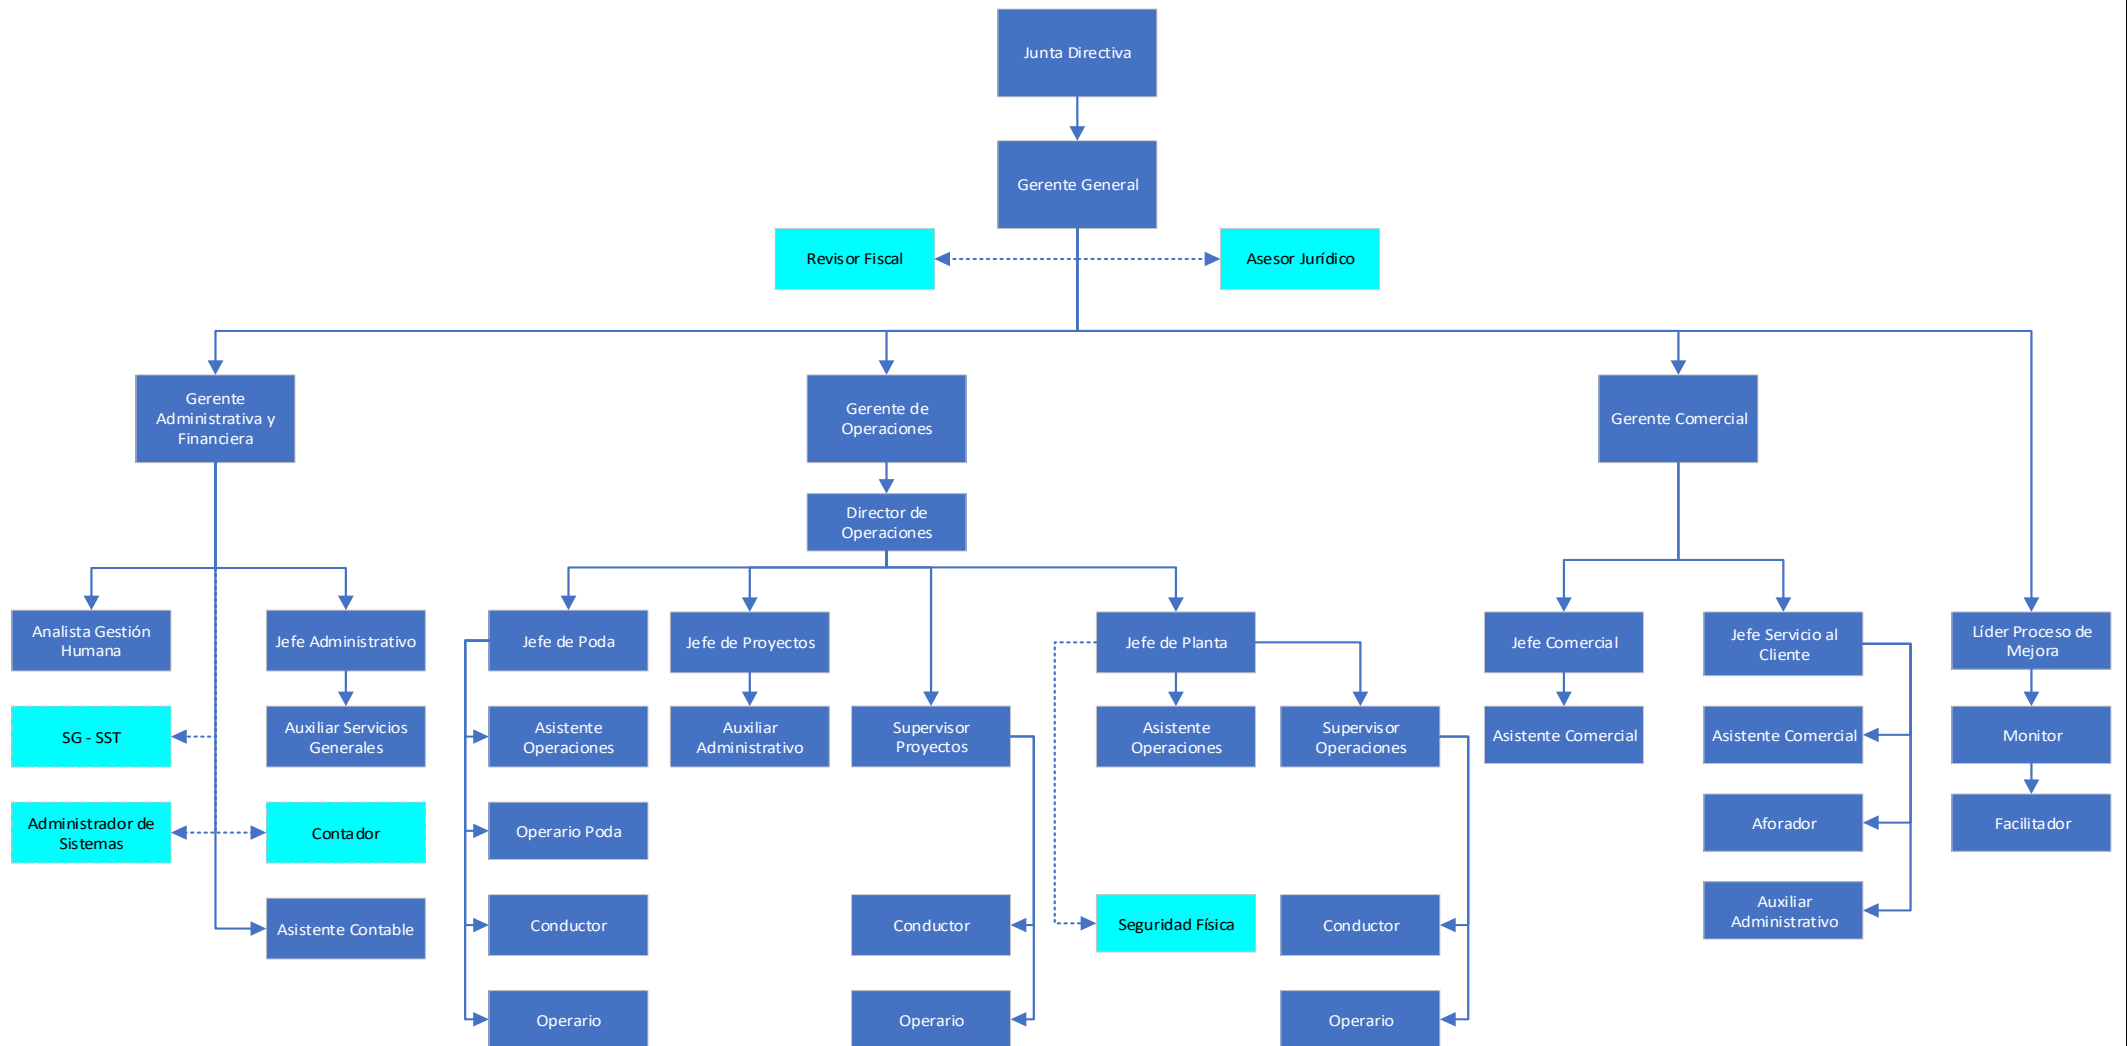 Junta Directiva
Gerente General
Revisor Fiscal
Asesor Jurídico
Gerente
Administrativa y
Financiera
Gerente de
Operaciones
Gerente Comercial
Director de
Operaciones
Analista Gestión
Humana
Jefe Administrativo
Jefe de Poda
Jefe de Proyectos
Jefe de Planta
Jefe Comercial
Jefe Servicio al
Cliente
Líder Proceso de
Mejora
SG - SST
Auxiliar Servicios
Generales
Asistente
Operaciones
Auxiliar
Administrativo
Supervisor
Proyectos
Asistente
Operaciones
Supervisor
Operaciones
Asistente Comercial
Asistente Comercial
Monitor
Administrador de
Sistemas
Contador
Operario Poda
Aforador
Facilitador
Asistente Contable
Conductor
Conductor
Seguridad Física
Conductor
Auxiliar
Administrativo
Operario
Operario
Operario